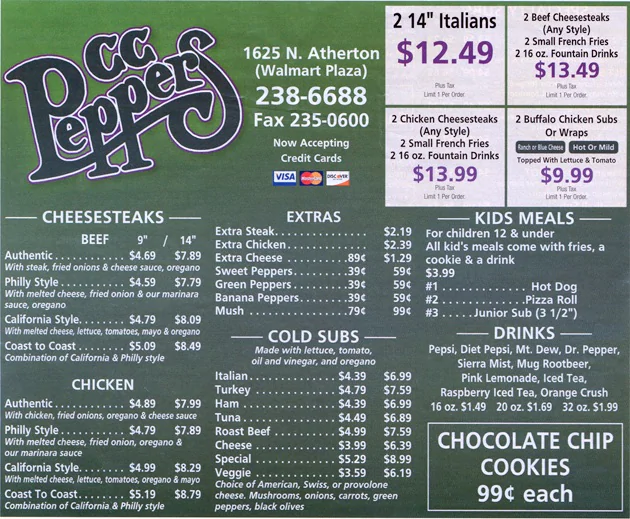 CC
Peppers
1625 N. Atherton
(Walmart Plaza)
238-6688
Fax 235-0600
Now Accepting
Credit Cards
VISA MasterCard DISCOVER
2 14" Italians
$12.49
Plus Tax
Limit 1 Per Order.
2 Beef Cheesesteaks
(Any Style)
2 Small French Fries
2 16 oz. Fountain Drinks
$13.49
Plus Tax
Limit 1 Per Order.
2 Chicken Cheesesteaks
(Any Style)
2 Small French Fries
2 16 oz. Fountain Drinks
$13.99
Plus Tax
Limit 1 Per Order.
2 Buffalo Chicken Subs
Or Wraps
Ranch or Blue Cheese Hot Or Mild
Topped With Lettuce & Tomato
$9.99
Plus Tax
Limit 1 Per Order.
CHEESESTEAKS
BEEF 9" / 14"
Authentic............ $4.69 $7.89
With steak, fried onions & cheese sauce, oregano
Philly Style.......... $4.59 $7.79
With melted cheese, fried onion & our marinara
sauce, oregano
California Style........ $4.79 $8.09
With melted cheese, lettuce, tomatoes, mayo & oregano
Coast to Coast....... $5.09 $8.49
Combination of California & Philly style
CHICKEN
Authentic............ $4.89 $7.99
With chicken, fried onions, oregano & cheese sauce
Philly Style.......... $4.79 $7.89
With melted cheese, fried onion, oregano &
our marinara sauce
California Style........ $4.99 $8.29
With melted cheese, lettuce, tomatoes, oregano & mayo
Coast To Coast....... $5.19 $8.79
Combination of California & Philly style
EXTRAS
Extra Steak............... $2.19
Extra Chicken............. $2.39
Extra Cheese..........89¢ $1.29
Sweet Peppers.........39¢ 59¢
Green Peppers.........39¢ 59¢
Banana Peppers........39¢ 59¢
Mush .................79¢ 99¢
COLD SUBS
Made with lettuce, tomato,
oil and vinegar, and oregano
Italian............... $4.39 $6.99
Turkey .............. $4.79 $7.59
Ham................. $4.39 $6.99
Tuna................ $4.49 $6.89
Roast Beef........... $4.99 $7.59
Cheese .............. $3.99 $6.39
Special .............. $5.29 $8.99
Veggie .............. $3.59 $6.19
Choice of American, Swiss, or provolone
cheese. Mushrooms, onions, carrots, green
peppers, black olives
KIDS MEALS
For children 12 & under
All kid's meals come with fries, a
cookie & a drink
$3.99
#1 .............. Hot Dog
#2 ..............Pizza Roll
#3 .....Junior Sub (3 1/2")
DRINKS
Pepsi, Diet Pepsi, Mt. Dew, Dr. Pepper,
Sierra Mist, Mug Rootbeer,
Pink Lemonade, Iced Tea,
Raspberry Iced Tea, Orange Crush
16 oz. $1.49 20 oz. $1.69 32 oz. $1.99
CHOCOLATE CHIP
COOKIES
99¢ each